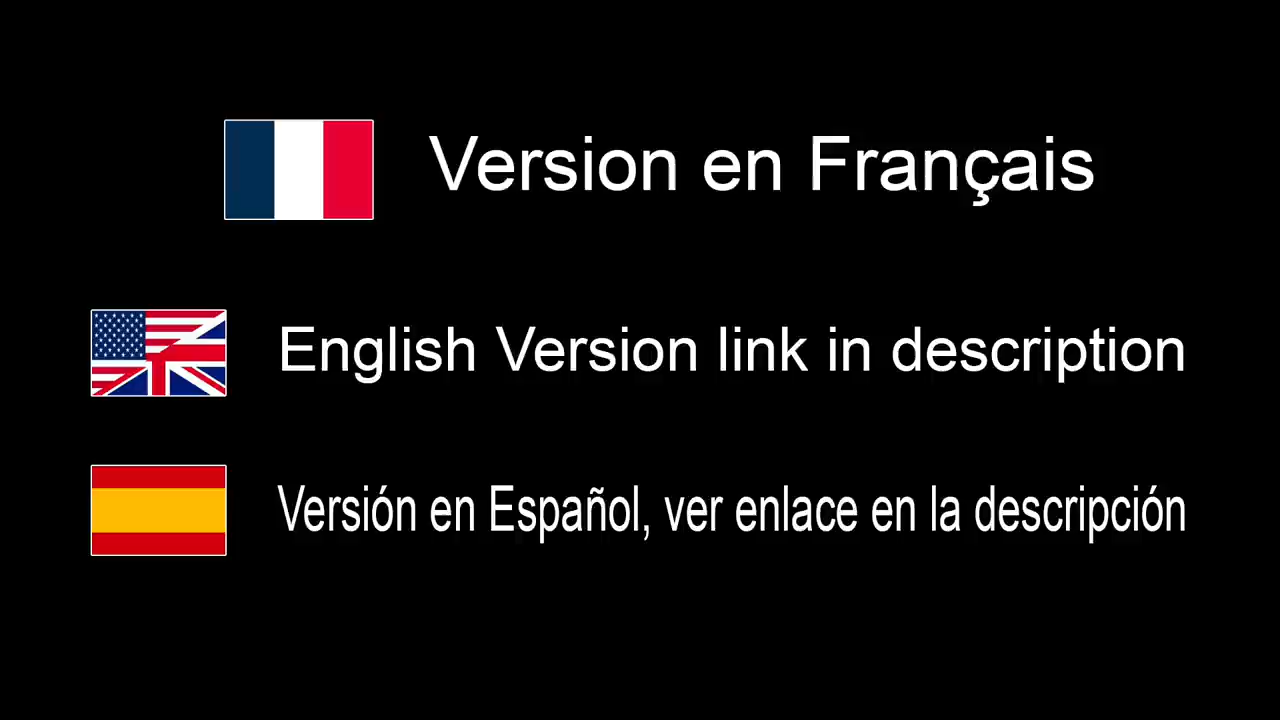 Version en Français
English Version link in description
Versión en Español, ver enlace en la descripción